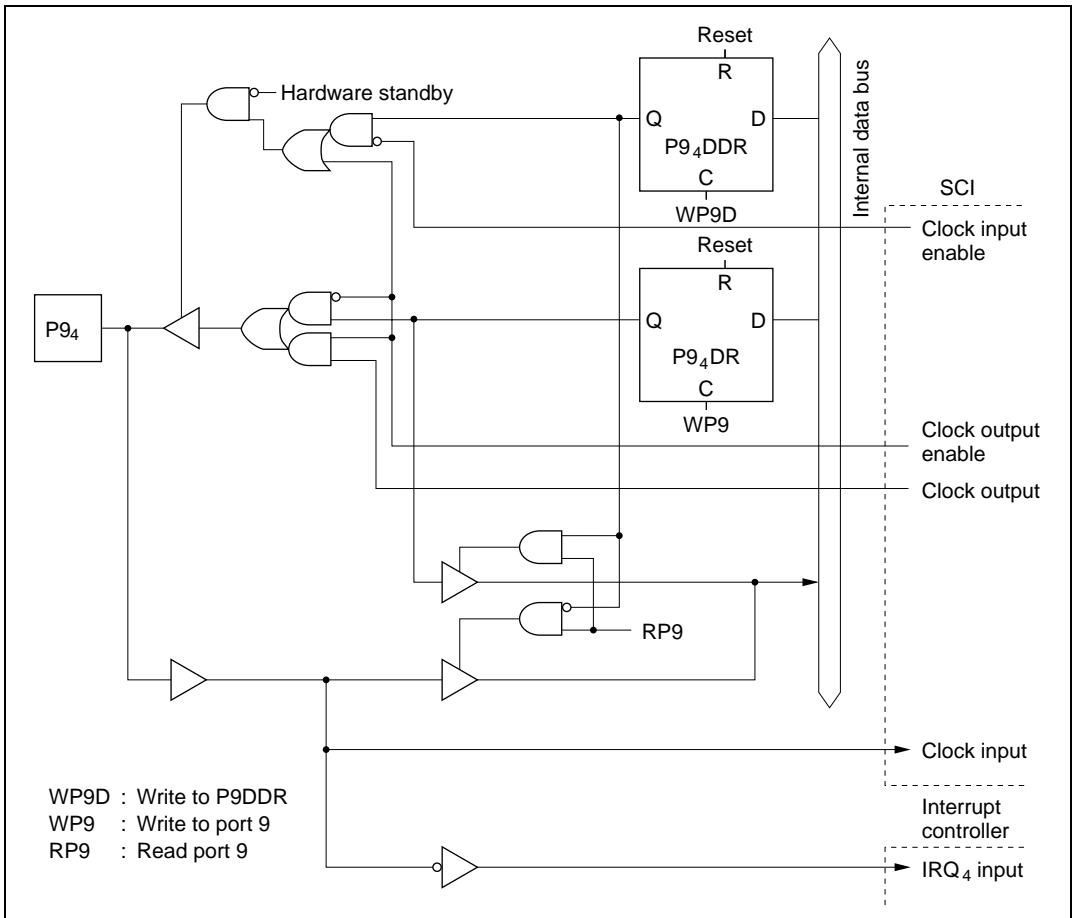 Reset
R
Hardware standby
Q D
P9₄DDR
C
WP9D
Internal data bus
SCI
Clock input
enable
Reset
R
P9₄
Q D
P9₄DR
C
WP9
Clock output
enable
Clock output
RP9
Clock input
WP9D : Write to P9DDR
WP9 : Write to port 9
RP9 : Read port 9
Interrupt
controller
IRQ₄ input